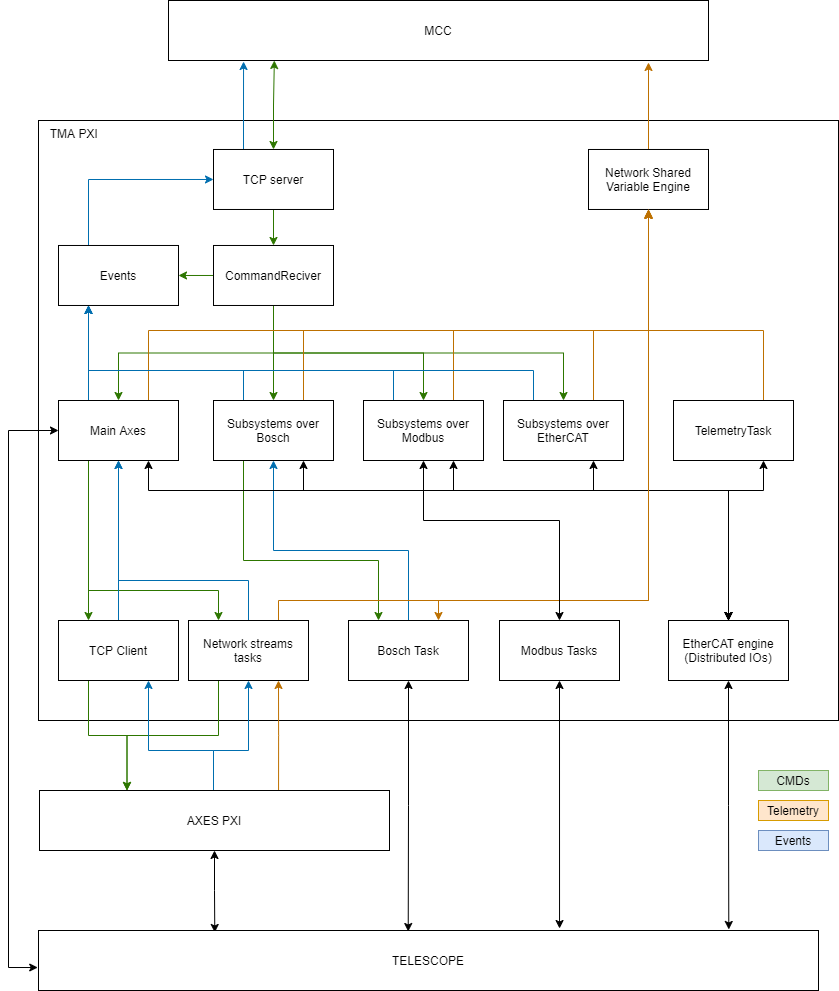 MCC
TMA PXI
TCP server
Network Shared
Variable Engine
Events
CommandReciver
Main Axes
Subsystems over
Bosch
Subsystems over
Modbus
Subsystems over
EtherCAT
TelemetryTask
TCP Client
Network streams
tasks
Bosch Task
Modbus Tasks
EtherCAT engine
(Distributed IOs)
CMDs
Telemetry
Events
AXES PXI
TELESCOPE